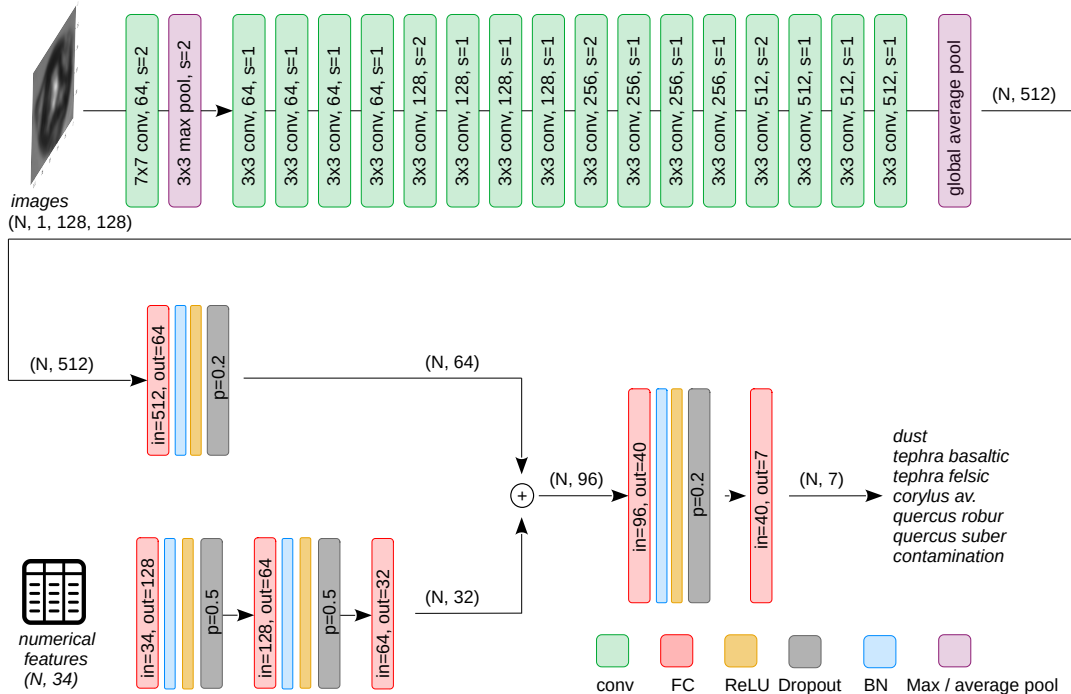 7x7 conv, 64, s=2
3x3 max pool, s=2
3x3 conv, 64, s=1
3x3 conv, 64, s=1
3x3 conv, 64, s=1
3x3 conv, 64, s=1
3x3 conv, 128, s=2
3x3 conv, 128, s=1
3x3 conv, 128, s=1
3x3 conv, 128, s=1
3x3 conv, 256, s=2
3x3 conv, 256, s=1
3x3 conv, 256, s=1
3x3 conv, 256, s=1
3x3 conv, 512, s=2
3x3 conv, 512, s=1
3x3 conv, 512, s=1
3x3 conv, 512, s=1
global average pool
(N, 512)
images
(N, 1, 128, 128)
(N, 512)
in=512, out=64
p=0.2
(N, 64)
in=34, out=128
p=0.5
in=128, out=64
p=0.5
in=64, out=32
(N, 32)
numerical
features
(N, 34)
+
(N, 96)
in=96, out=40
p=0.2
in=40, out=7
(N, 7)
dust
tephra basaltic
tephra felsic
corylus av.
quercus robur
quercus suber
contamination
conv
FC
ReLU
Dropout
BN
Max / average pool